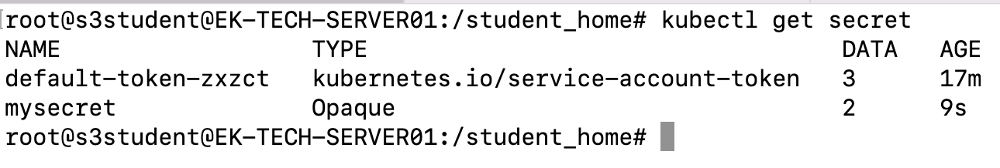 root@s3student@EK-TECH-SERVER01:/student_home# kubectl get secret
NAME TYPE DATA AGE
default-token-zxzct kubernetes.io/service-account-token 3 17m
mysecret Opaque 2 9s
root@s3student@EK-TECH-SERVER01:/student_home#